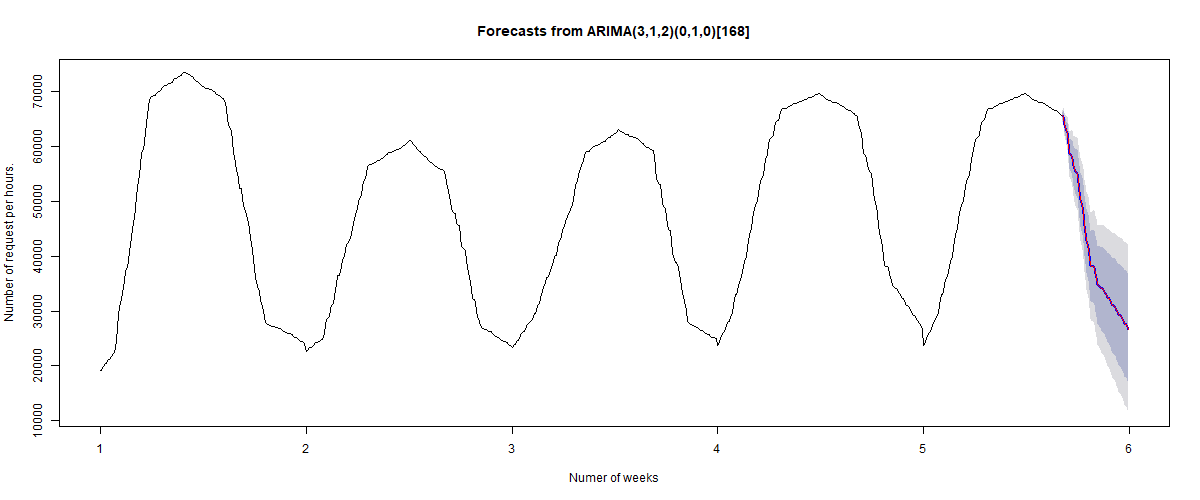 Forecasts from ARIMA(3,1,2)(0,1,0)[168]
Number of request per hours.
70000
60000
50000
40000
30000
20000
10000
1 2 3 4 5 6
Numer of weeks